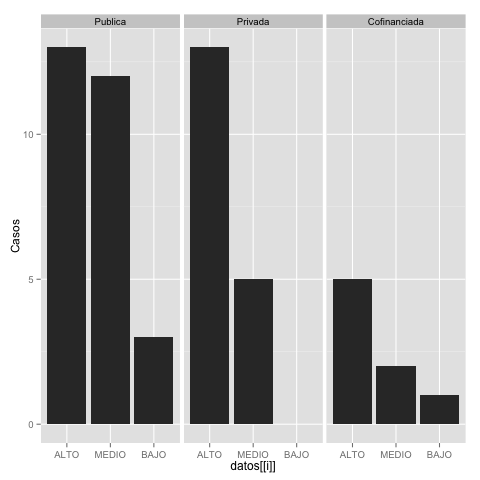 Publica Privada Cofinanciada
Casos
10
5
0
ALTO MEDIO BAJO ALTO MEDIO BAJO ALTO MEDIO BAJO
datos[[i]]